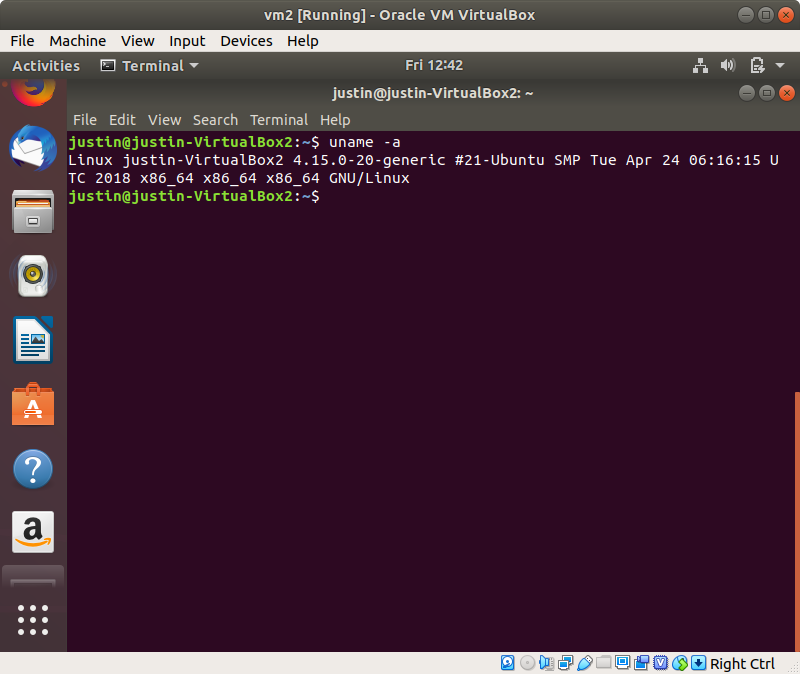 vm2 [Running] - Oracle VM VirtualBox
File Machine View Input Devices Help
Activities Terminal Fri 12:42
justin@justin-VirtualBox2: ~
File Edit View Search Terminal Help
justin@justin-VirtualBox2:~$ uname -a
Linux justin-VirtualBox2 4.15.0-20-generic #21-Ubuntu SMP Tue Apr 24 06:16:15 U
TC 2018 x86_64 x86_64 x86_64 GNU/Linux
justin@justin-VirtualBox2:~$
Right Ctrl